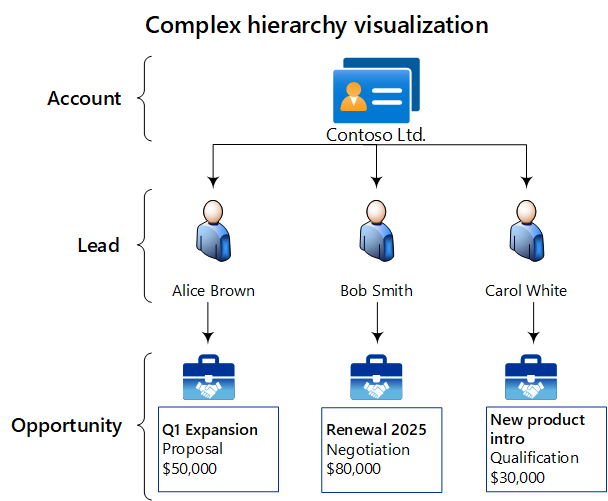 Complex hierarchy visualization
Account
Contoso Ltd.
Lead
Alice Brown
Bob Smith
Carol White
Opportunity
Q1 Expansion
Proposal
$50,000
Renewal 2025
Negotiation
$80,000
New product
intro
Qualification
$30,000